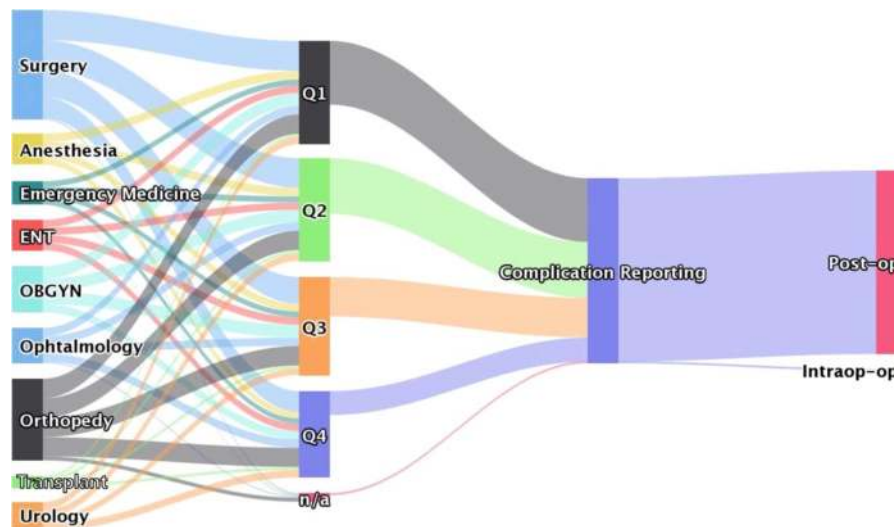 Surgery
Anesthesia
Emergency Medicine
ENT
OBGYN
Ophtalmology
Orthopedy
Transplant
Urology
Q1
Q2
Q3
Q4
n/a
Complication Reporting
Post-op
Intraop-op